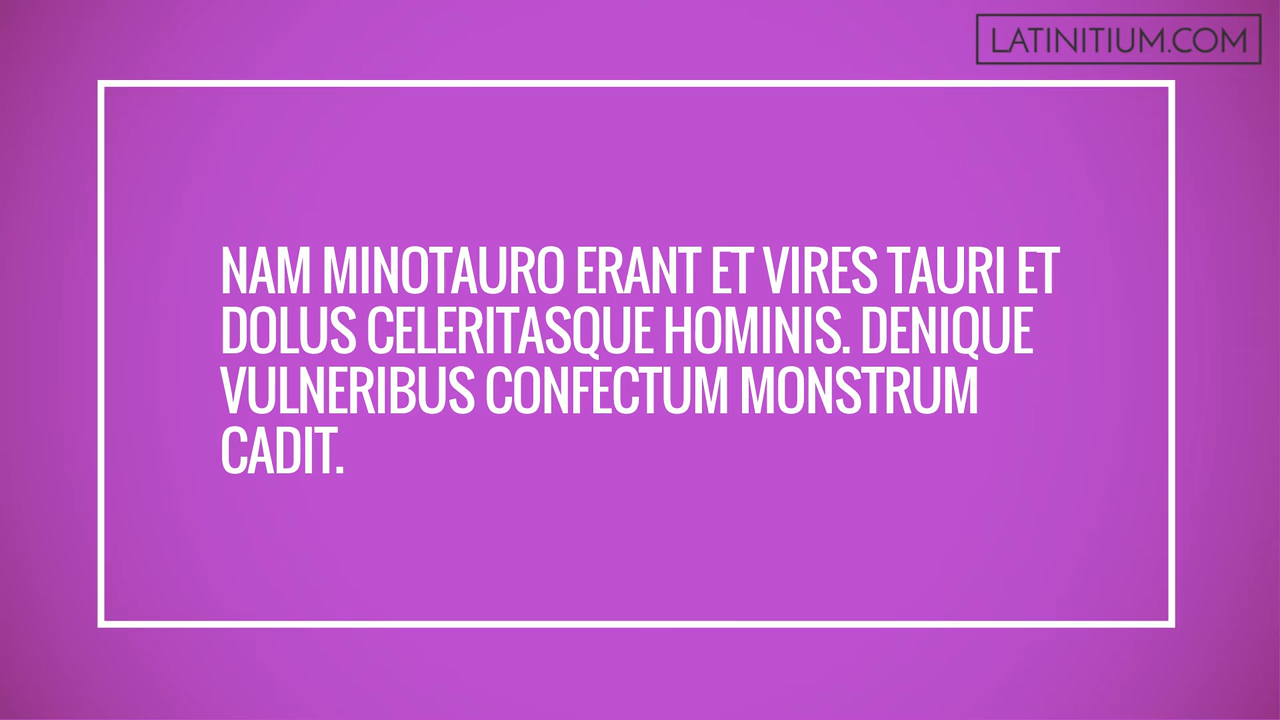 LATINITIUM.COM
NAM MINOTAURO ERANT ET VIRES TAURI ET
DOLUS CELERITASQUE HOMINIS. DENIQUE
VULNERIBUS CONFECTUM MONSTRUM
CADIT.